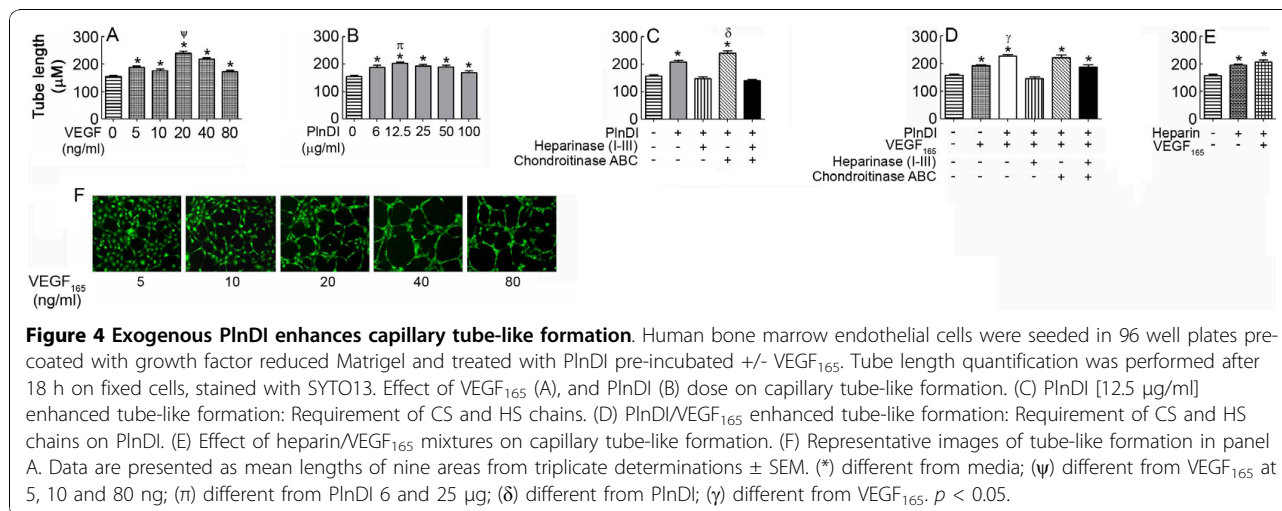 A
B
C
D
E
Tube length
(µM)
300
200
100
0
ψ
* * * * *
VEGF 0 5 10 20 40 80
(ng/ml)
300
200
100
0
π
* * * * *
PlnDI 0 6 12.5 25 50 100
(µg/ml)
300
200
100
0
δ
* *
PlnDI - + + + +
Heparinase (I-III) - - + - +
Chondroitinase ABC - - - + +
300
200
100
0
γ
* * * *
PlnDI - - + + + +
VEGF165 - + + + + +
Heparinase (I-III) - - - + - +
Chondroitinase ABC - - - - + +
300
200
100
0
* *
Heparin - + +
VEGF165 - - +
F
VEGF165 5 10 20 40 80
(ng/ml)
Figure 4 Exogenous PlnDI enhances capillary tube-like formation. Human bone marrow endothelial cells were seeded in 96 well plates pre-
coated with growth factor reduced Matrigel and treated with PlnDI pre-incubated +/- VEGF165. Tube length quantification was performed after
18 h on fixed cells, stained with SYTO13. Effect of VEGF165 (A), and PlnDI (B) dose on capillary tube-like formation. (C) PlnDI [12.5 µg/ml]
enhanced tube-like formation: Requirement of CS and HS chains. (D) PlnDI/VEGF165 enhanced tube-like formation: Requirement of CS and HS
chains on PlnDI. (E) Effect of heparin/VEGF165 mixtures on capillary tube-like formation. (F) Representative images of tube-like formation in panel
A. Data are presented as mean lengths of nine areas from triplicate determinations ± SEM. (*) different from media; (ψ) different from VEGF165 at
5, 10 and 80 ng; (π) different from PlnDI 6 and 25 µg; (δ) different from PlnDI; (γ) different from VEGF165. p < 0.05.